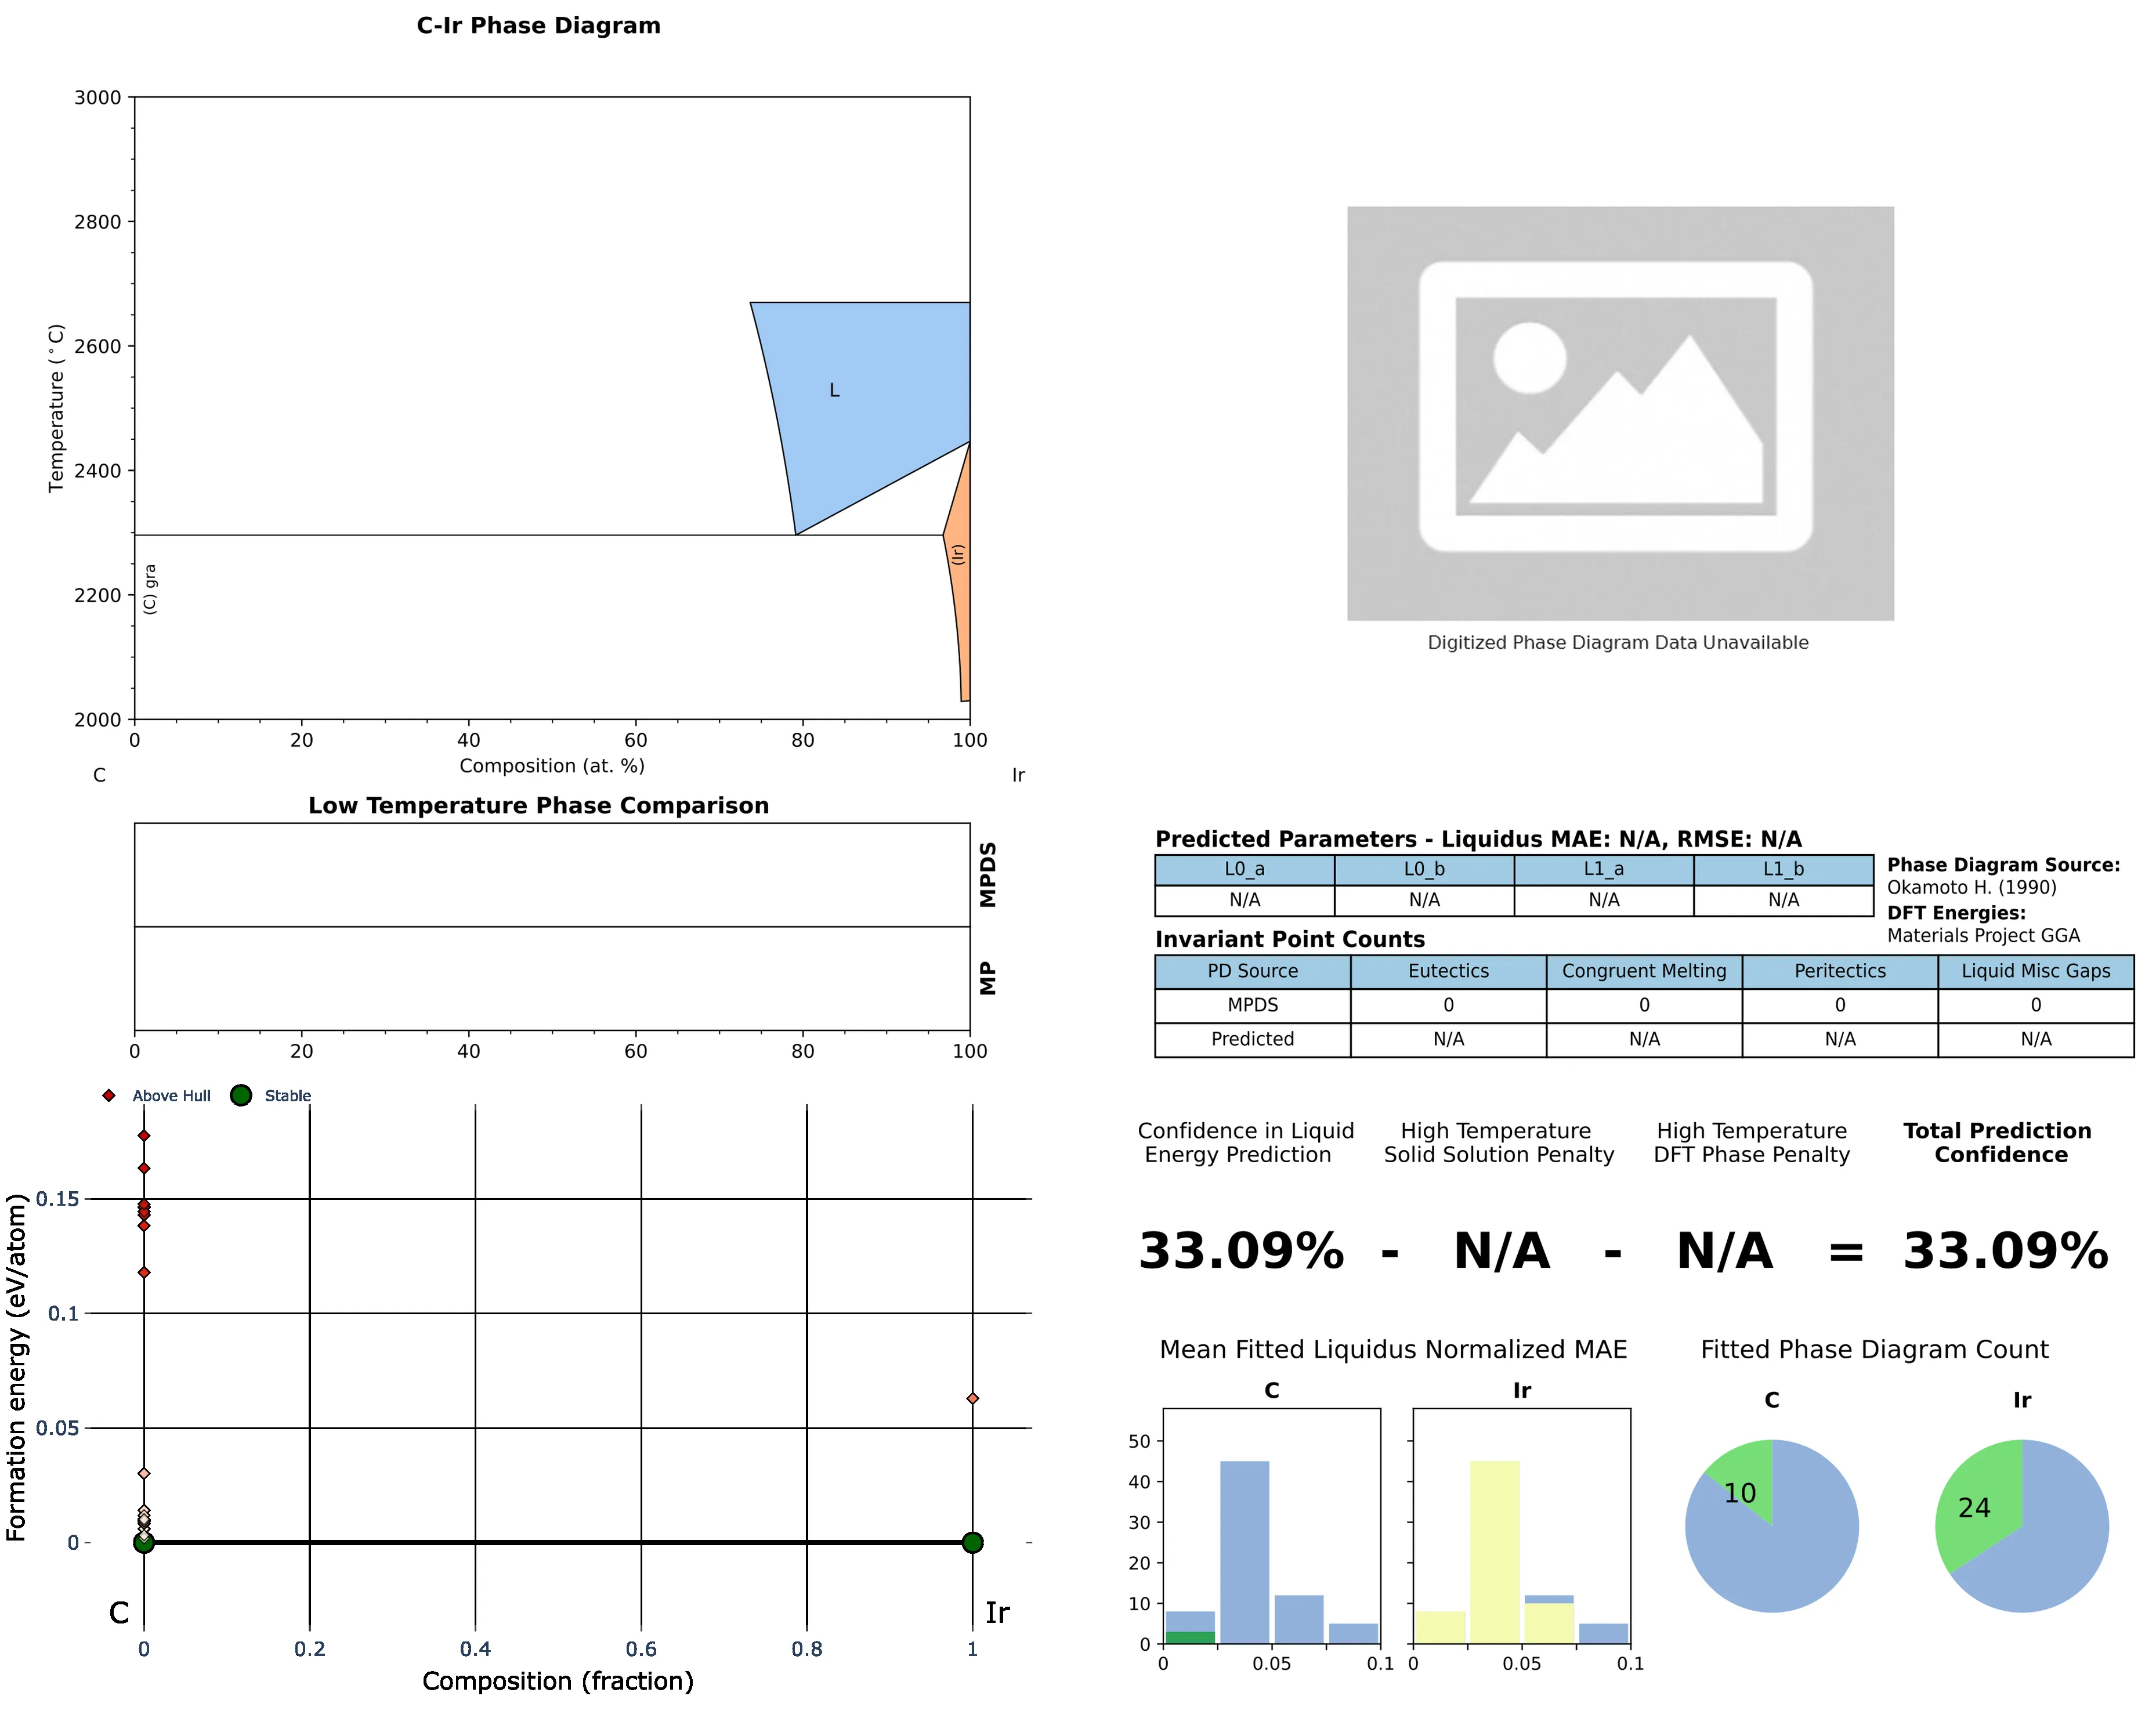 C-Ir Phase Diagram
3000
2800
2600
2400
2200
2000
Temperature (°C)
L
(Ir)
(C) gra
0 20 40 60 80 100
Composition (at. %)
C Ir
Digitized Phase Diagram Data Unavailable
Low Temperature Phase Comparison
MPDS
MP
0 20 40 60 80 100
Predicted Parameters - Liquidus MAE: N/A, RMSE: N/A
L0_a L0_b L1_a L1_b
N/A N/A N/A N/A
Phase Diagram Source:
Okamoto H. (1990)
DFT Energies:
Materials Project GGA
Invariant Point Counts
PD Source Eutectics Congruent Melting Peritectics Liquid Misc Gaps
MPDS 0 0 0 0
Predicted N/A N/A N/A N/A
Above Hull Stable
0.15
0.1
0.05
0
Formation energy (eV/atom)
C Ir
0 0.2 0.4 0.6 0.8 1
Composition (fraction)
Confidence in Liquid
Energy Prediction
High Temperature
Solid Solution Penalty
High Temperature
DFT Phase Penalty
Total Prediction
Confidence
33.09% - N/A - N/A = 33.09%
Mean Fitted Liquidus Normalized MAE
C Ir
50
40
30
20
10
0
0 0.05 0.1 0 0.05 0.1
Fitted Phase Diagram Count
C Ir
10 24